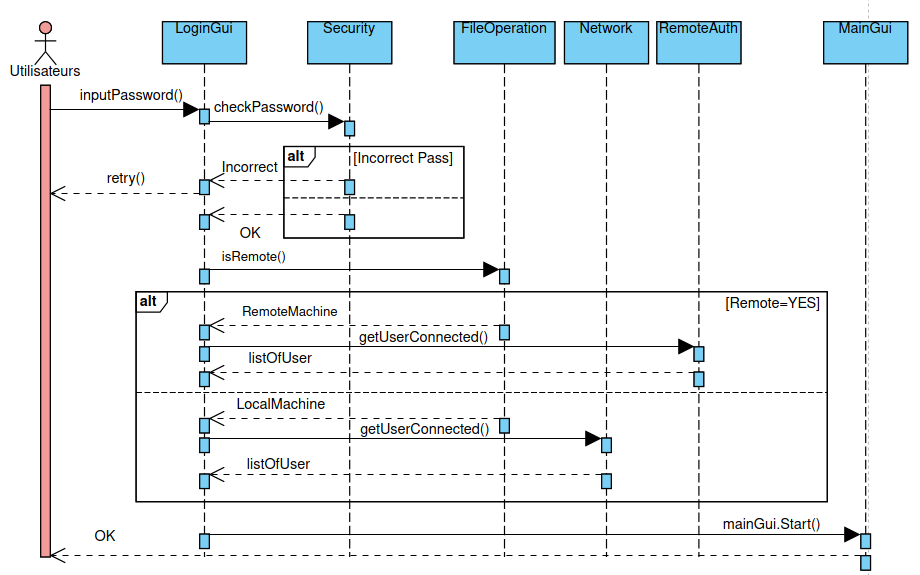 LoginGui
Security
FileOperation
Network
RemoteAuth
MainGui
Utilisateurs
inputPassword()
checkPassword()
alt
[Incorrect Pass]
Incorrect
retry()
OK
isRemote()
alt
[Remote=YES]
RemoteMachine
getUserConnected()
listOfUser
LocalMachine
getUserConnected()
listOfUser
mainGui.Start()
OK